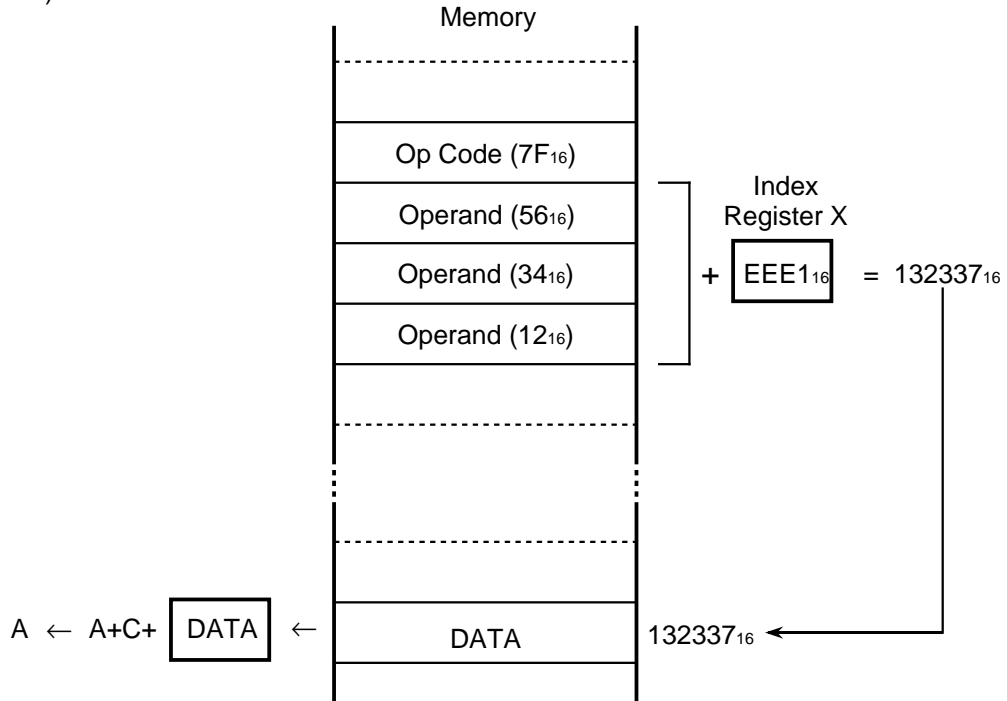 )
Memory
Op Code (7F₁₆)
Operand (56₁₆)
Operand (34₁₆)
Operand (12₁₆)
Index
Register X
+ EEE1₁₆ = 132337₁₆
A ← A+C+ DATA ← DATA 132337₁₆